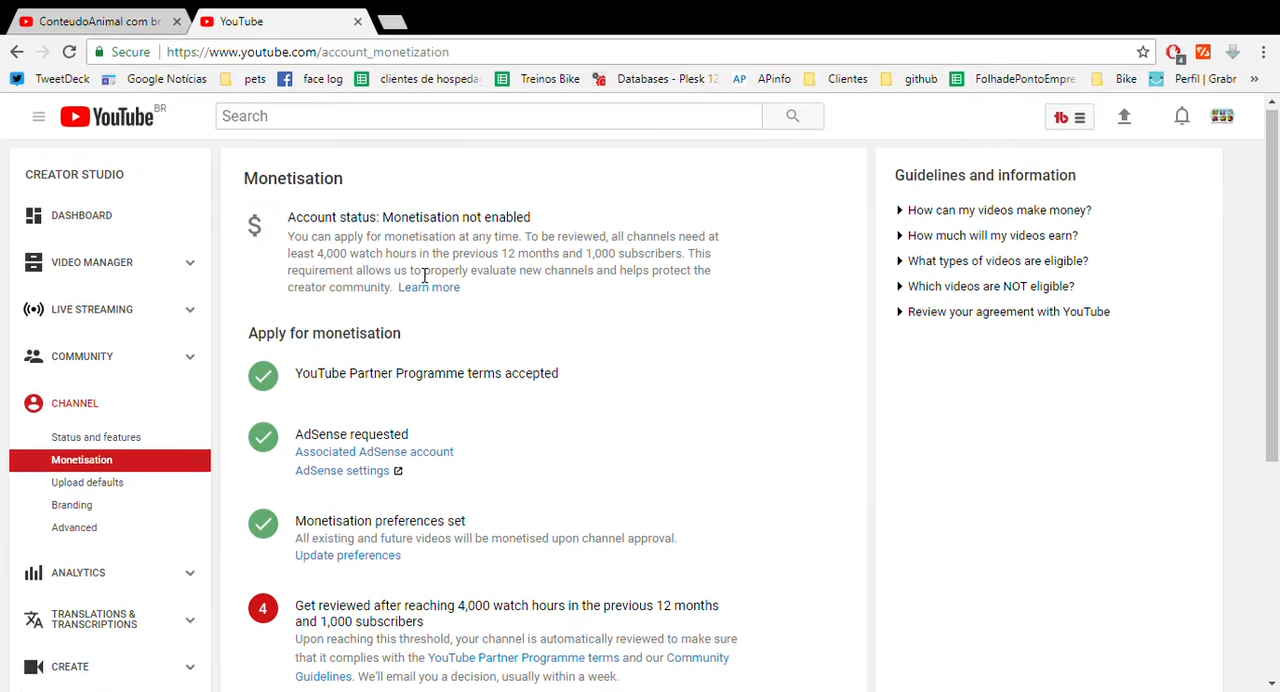 ConteudoAnimal com br
YouTube
Secure https://www.youtube.com/account_monetization
4
TweetDeck Google Notícias pets face log clientes de hosped Treinos Bike Databases - Plesk 12 AP APinfo Clientes github FolhadePontoEmpre Bike Perfil | Grabr »
YouTube BR
Search
tb
CREATOR STUDIO
DASHBOARD
VIDEO MANAGER
LIVE STREAMING
COMMUNITY
CHANNEL
Status and features
Monetisation
Upload defaults
Branding
Advanced
ANALYTICS
TRANSLATIONS &
TRANSCRIPTIONS
CREATE
Monetisation
$
Account status: Monetisation not enabled
You can apply for monetisation at any time. To be reviewed, all channels need at
least 4,000 watch hours in the previous 12 months and 1,000 subscribers. This
requirement allows us to properly evaluate new channels and helps protect the
creator community. Learn more
Apply for monetisation
YouTube Partner Programme terms accepted
AdSense requested
Associated AdSense account
AdSense settings
Monetisation preferences set
All existing and future videos will be monetised upon channel approval.
Update preferences
4
Get reviewed after reaching 4,000 watch hours in the previous 12 months
and 1,000 subscribers
Upon reaching this threshold, your channel is automatically reviewed to make sure
that it complies with the YouTube Partner Programme terms and our Community
Guidelines. We'll email you a decision, usually within a week.
Guidelines and information
How can my videos make money?
How much will my videos earn?
What types of videos are eligible?
Which videos are NOT eligible?
Review your agreement with YouTube